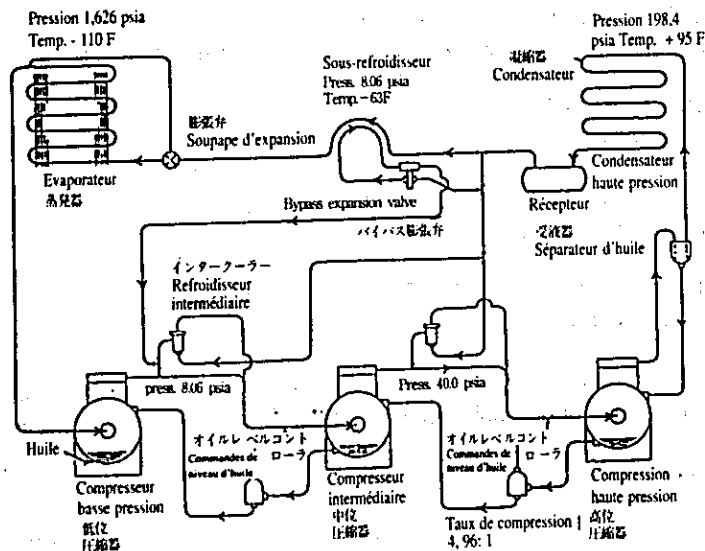 Pression 1,626 psia
Temp. - 110 F
Pression 198,4
psia Temp. + 95 F
Sous-refroidisseur
Press. 8.06 psia
Temp. - 63F
凝縮器
Condensateur
膨張弁
Soupape d'expansion
Evaporateur
蒸発器
Condensateur
haute pression
Récepteur
Bypass expansion valve
バイパス膨張弁
受液器
Séparateur d'huile
インタークーラー
Refroidisseur
intermédiaire
press. 8.06 psia
Press. 40.0 psia
Huile
オイルレベルコント
Commandes de ローラ
niveau d'huile
オイルレベルコント
Commandes de ローラ
niveau d'huile
Compresseur
basse pression
低位
圧縮器
Compresseur
intermédiaire
中位
圧縮器
Taux de compression
4, 96: 1
Compression
haute pression
高位
圧縮器